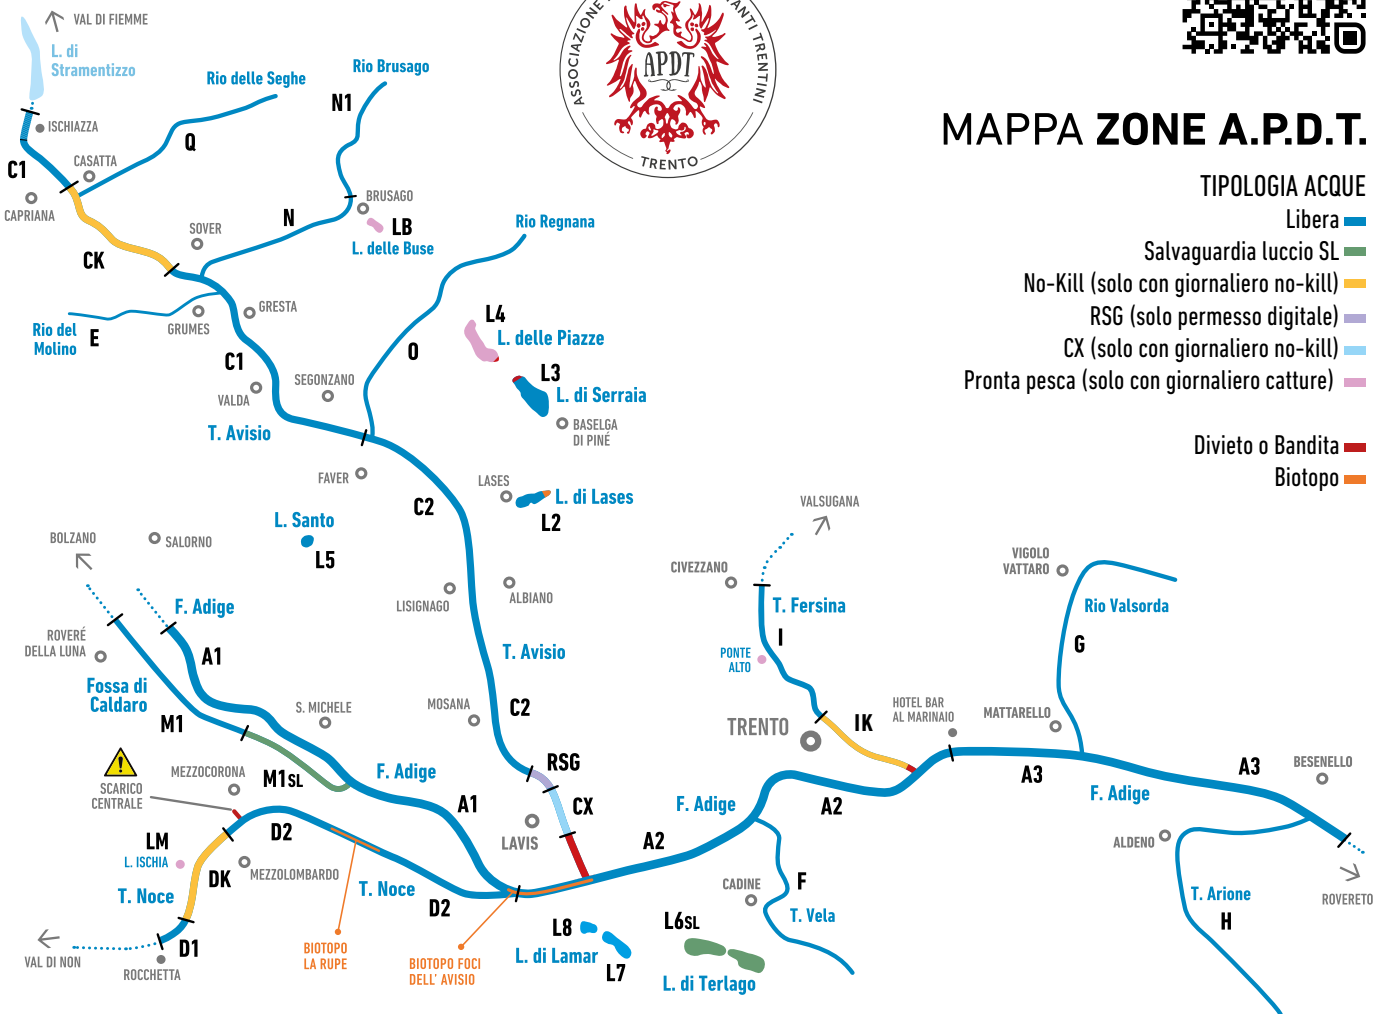 VAL DI FIEMME
L. di
Stramentizzo
ISCHIAZZA
C1
CASATTA
CAPRIANA
Rio delle Seghe
Q
Rio Brusago
N1
BRUSAGO
LB
L. delle Buse
N
SOVER
CK
GRESTA
GRUMES
Rio del
Molino
E
C1
VALDA
SEGONZANO
T. Avisio
O
Rio Regnana
L4
L. delle Piazze
L3
L. di Serraia
BASELGA
DI PINÉ
FAVER
C2
LASES
L. di Lases
L2
L. Santo
L5
LISIGNAGO
ALBIANO
T. Avisio
C2
MOSANA
RSG
CX
LAVIS
ASSOCIAZIONE
ANTI TRENTINI
APDT
TRENTO
MAPPA ZONE A.P.D.T.
TIPOLOGIA ACQUE
Libera
Salvaguardia luccio SL
No-Kill (solo con giornaliero no-kill)
RSG (solo permesso digitale)
CX (solo con giornaliero no-kill)
Pronta pesca (solo con giornaliero catture)
Divieto o Bandita
Biotopo
BOLZANO
SALORNO
F. Adige
ROVERÉ
DELLA LUNA
A1
Fossa di
Caldaro
M1
S. MICHELE
MEZZOCORONA
M1SL
F. Adige
A1
SCARICO
CENTRALE
D2
LM
L. ISCHIA
DK
MEZZOLOMBARDO
T. Noce
T. Noce
D2
D1
VAL DI NON
ROCCHETTA
BIOTOPO
LA RUPE
BIOTOPO FOCI
DELL' AVISIO
L8
L. di Lamar
L7
L6SL
L. di Terlago
A2
F. Adige
CADINE
F
T. Vela
VALSUGANA
CIVEZZANO
T. Fersina
I
PONTE
ALTO
TRENTO
IK
A2
HOTEL BAR
AL MARINAIO
VIGOLO
VATTARO
Rio Valsorda
G
MATTARELLO
A3
F. Adige
A3
BESENELLO
ALDENO
T. Arione
H
ROVERETO